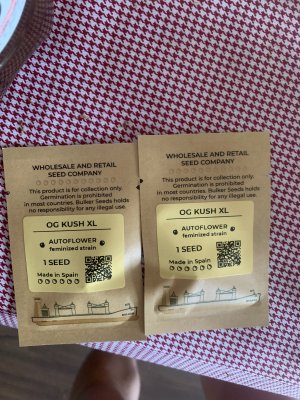 WHOLESALE AND RETAIL
SEED COMPANY
This product is for collection only.
Germination is prohibited
in most countries. Bulker Seeds holds
no responsibility for any illegal use.
OG KUSH XL
AUTOFLOWER
feminized strain
1 SEED
Made in Spain
WHOLESALE AND RETAIL
SEED COMPANY
This product is for collection only.
Germination is prohibited
in most countries. Bulker Seeds holds
no responsibility for any illegal use.
OG KUSH XL
AUTOFLOWER
feminized strain
1 SEED
Made in Spain